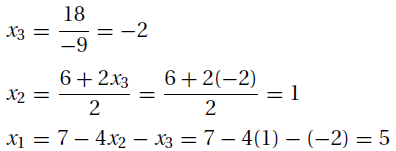 x₃ = 18/−9 = −2
x₂ = (6 + 2x₃)/2 = (6 + 2(−2))/2 = 1
x₁ = 7 − 4x₂ − x₃ = 7 − 4(1) − (−2) = 5